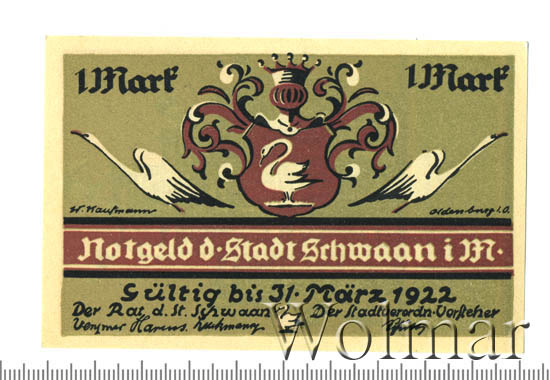 1 Mark 1 Mark
W. Kaufmann Oldenburg i.O.
Notgeld d. Stadt Schwaan i M.
Gültig bis 31. März 1922
Der Rat d. St. Schwaan Der Stadtverordn. Vorsteher
Wolmar